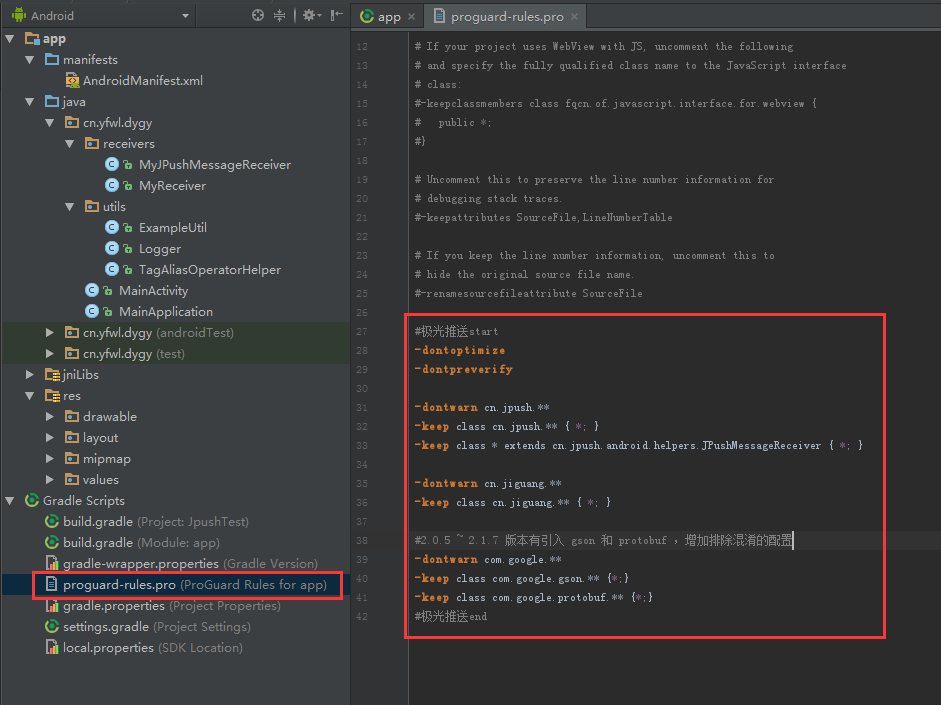 Android
app
manifests
AndroidManifest.xml
java
cn.yfwl.dygy
receivers
MyJPushMessageReceiver
MyReceiver
utils
ExampleUtil
Logger
TagAliasOperatorHelper
MainActivity
MainApplication
cn.yfwl.dygy (androidTest)
cn.yfwl.dygy (test)
jniLibs
res
drawable
layout
mipmap
values
Gradle Scripts
build.gradle (Project: JpushTest)
build.gradle (Module: app)
gradle-wrapper.properties (Gradle Version)
proguard-rules.pro (ProGuard Rules for app)
gradle.properties (Project Properties)
settings.gradle (Project Settings)
local.properties (SDK Location)
app × proguard-rules.pro ×
12 # If your project uses WebView with JS, uncomment the following
13 # and specify the fully qualified class name to the JavaScript interface
14 # class:
15 #-keepclassmembers class fqcn.of.javascript.interface.for.webview {
16 #   public *;
17 #}
18
19 # Uncomment this to preserve the line number information for
20 # debugging stack traces.
21 #-keepattributes SourceFile,LineNumberTable
22
23 # If you keep the line number information, uncomment this to
24 # hide the original source file name.
25 #-renamesourcefileattribute SourceFile
26
27 #极光推送start
28 -dontoptimize
29 -dontpreverify
30
31 -dontwarn cn.jpush.**
32 -keep class cn.jpush.** { *; }
33 -keep class * extends cn.jpush.android.helpers.JPushMessageReceiver { *; }
34
35 -dontwarn cn.jiguang.**
36 -keep class cn.jiguang.** { *; }
37
38 #2.0.5 ~ 2.1.7 版本有引入 gson 和 protobuf ，增加排除混淆的配置
39 -dontwarn com.google.**
40 -keep class com.google.gson.** {*;}
41 -keep class com.google.protobuf.** {*;}
42 #极光推送end